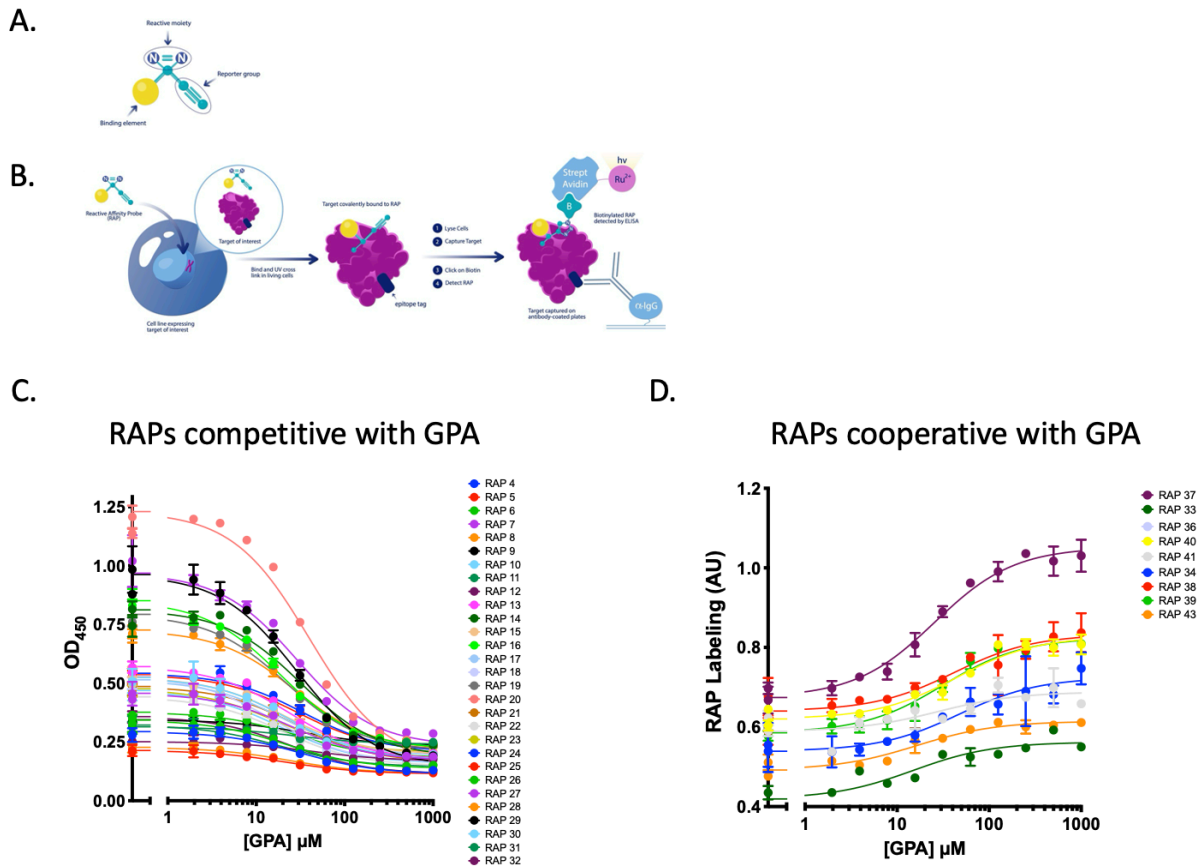 A.
Reactive moiety
N = N
Reporter group
Binding element
B.
N = N
Reactive Affinity Probe
(RAP)
N N
Target of interest
Cell line expressing
target of interest
Bind and UV cross
link in living cells
Target covalently bound to RAP
epitope tag
1 Lyse Cells
2 Capture Target
3 Click on Biotin
4 Detect RAP
hv
Strept
Avidin
Ru2+
B
Biotinylated RAP
detected by ELISA
α-IgG
Target captured on
antibody-coated plates
C.
RAPs competitive with GPA
OD450
1.25
1.00
0.75
0.50
0.25
0.00
1 10 100 1000
[GPA] µM
RAP 4
RAP 5
RAP 6
RAP 7
RAP 8
RAP 9
RAP 10
RAP 11
RAP 12
RAP 13
RAP 14
RAP 15
RAP 16
RAP 17
RAP 18
RAP 19
RAP 20
RAP 21
RAP 22
RAP 23
RAP 24
RAP 25
RAP 26
RAP 27
RAP 28
RAP 29
RAP 30
RAP 31
RAP 32
D.
RAPs cooperative with GPA
RAP Labeling (AU)
1.2
1.0
0.8
0.6
0.4
1 10 100 1000
[GPA] µM
RAP 37
RAP 33
RAP 36
RAP 40
RAP 41
RAP 34
RAP 38
RAP 39
RAP 43